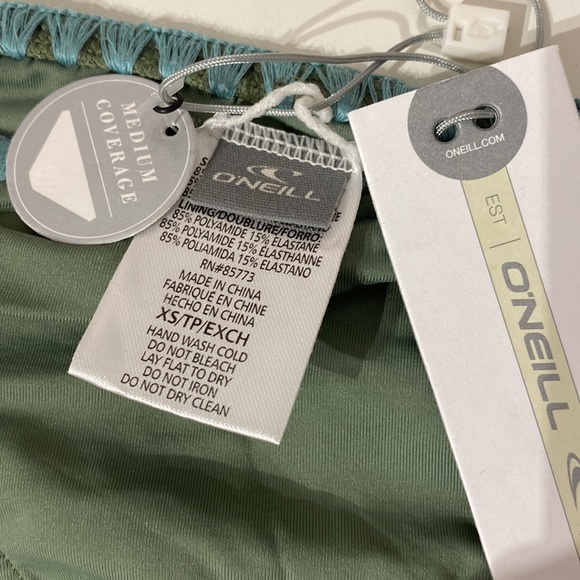 MEDIUM
COVERAGE
O'NEILL
LINING/DOUBLURE/FORRO:
85% POLYAMIDE 15% ELASTANE
85% POLYAMIDE 15% ELASTHANNE
85% POLIAMIDA 15% ELASTANO
RN#85773
MADE IN CHINA
FABRIQUE EN CHINE
HECHO EN CHINA
XS/TP/EXCH
HAND WASH COLD
DO NOT BLEACH
LAY FLAT TO DRY
DO NOT IRON
DO NOT DRY CLEAN
ONEILL.COM
EST
O'NEILL